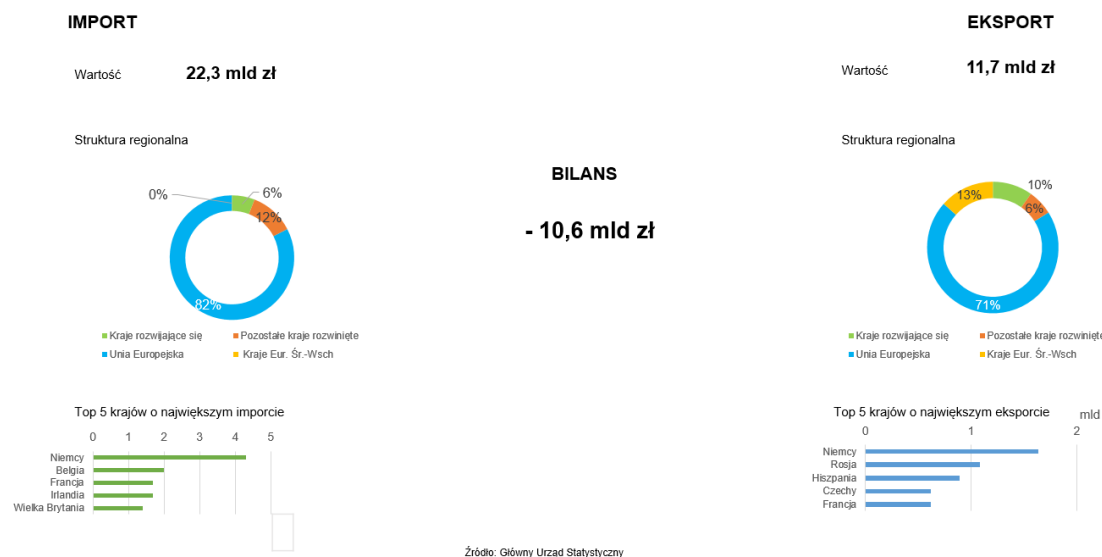 IMPORT
Wartość 22,3 mld zł
Struktura regionalna
0%
6%
12%
82%
Kraje rozwijające się Pozostałe kraje rozwinięte
Unia Europejska Kraje Eur. Śr.-Wsch
Top 5 krajów o największym imporcie
0 1 2 3 4 5
Niemcy
Belgia
Francja
Irlandia
Wielka Brytania
BILANS
- 10,6 mld zł
EKSPORT
Wartość 11,7 mld zł
Struktura regionalna
13%
10%
6%
71%
Kraje rozwijające się Pozostałe kraje rozwinięte
Unia Europejska Kraje Eur. Śr.-Wsch
Top 5 krajów o największym eksporcie mld
0 1 2
Niemcy
Rosja
Hiszpania
Czechy
Francja
Źródło: Główny Urząd Statystyczny